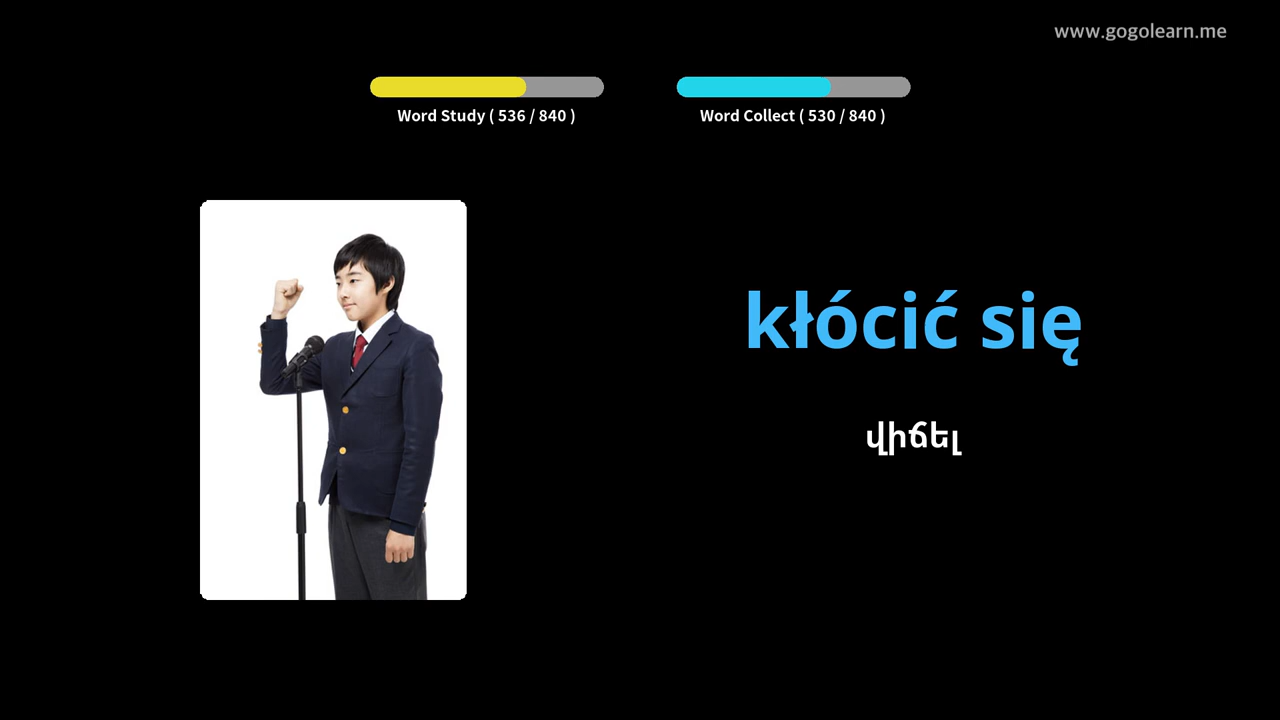 www.gogolearn.me
Word Study ( 536 / 840 )
Word Collect ( 530 / 840 )
kłócić się
վիճել